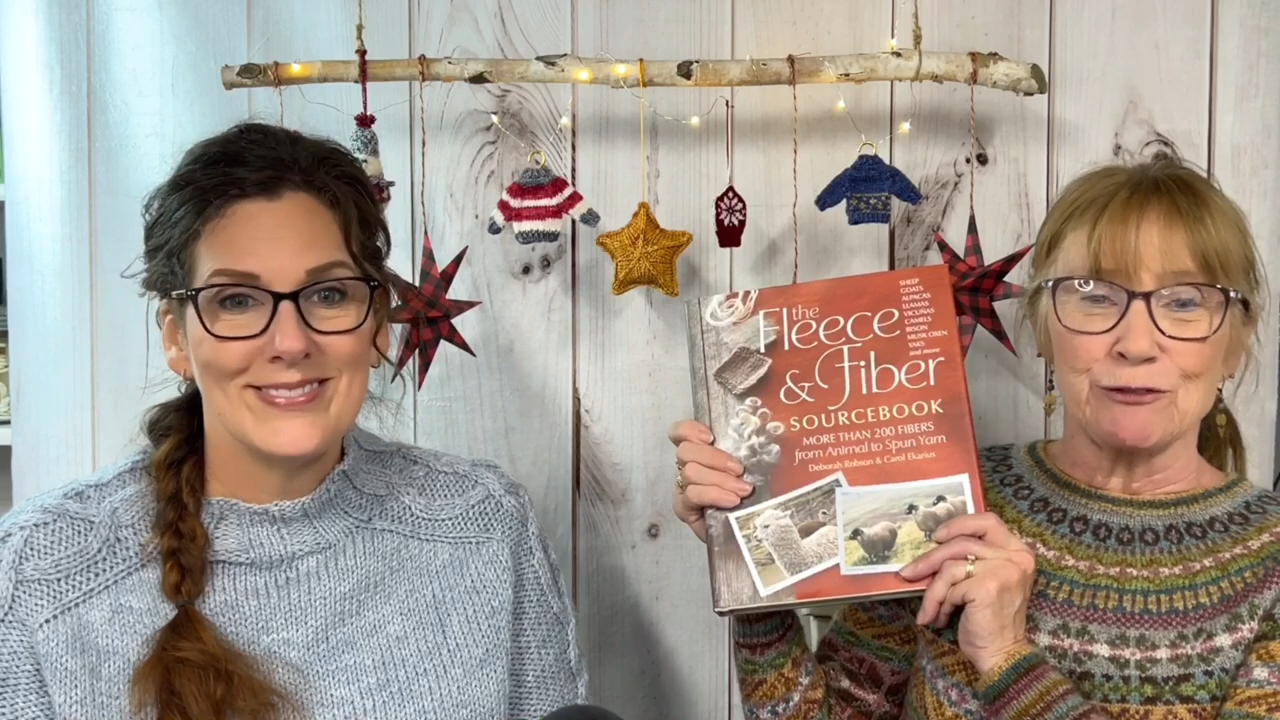 the
Fleece
& Fiber
SOURCEBOOK
MORE THAN 200 FIBERS
from Animal to Spun Yarn
Deborah Robson & Carol Ekarius
SHEEP
GOATS
ALPACAS
LLAMAS
VICUÑAS
CAMELS
BISON
MUSK OXEN
YAKS
and more